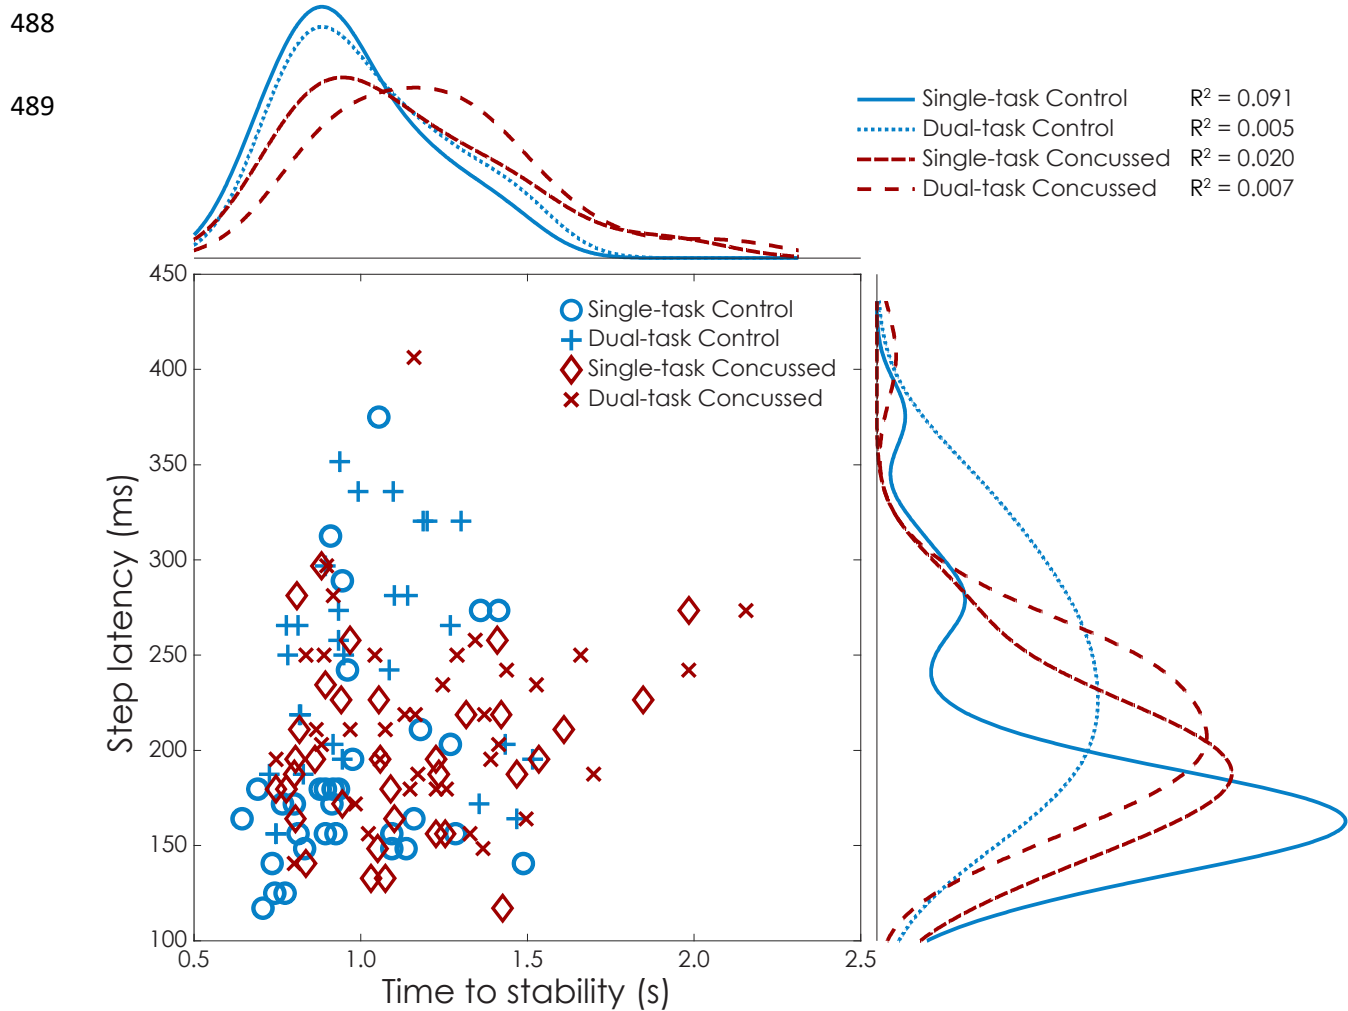 488
489
Single-task Control R² = 0.091
Dual-task Control R² = 0.005
Single-task Concussed R² = 0.020
Dual-task Concussed R² = 0.007
450
400
350
300
250
200
150
100
Step latency (ms)
Single-task Control
Dual-task Control
Single-task Concussed
Dual-task Concussed
0.5 1.0 1.5 2.0 2.5
Time to stability (s)